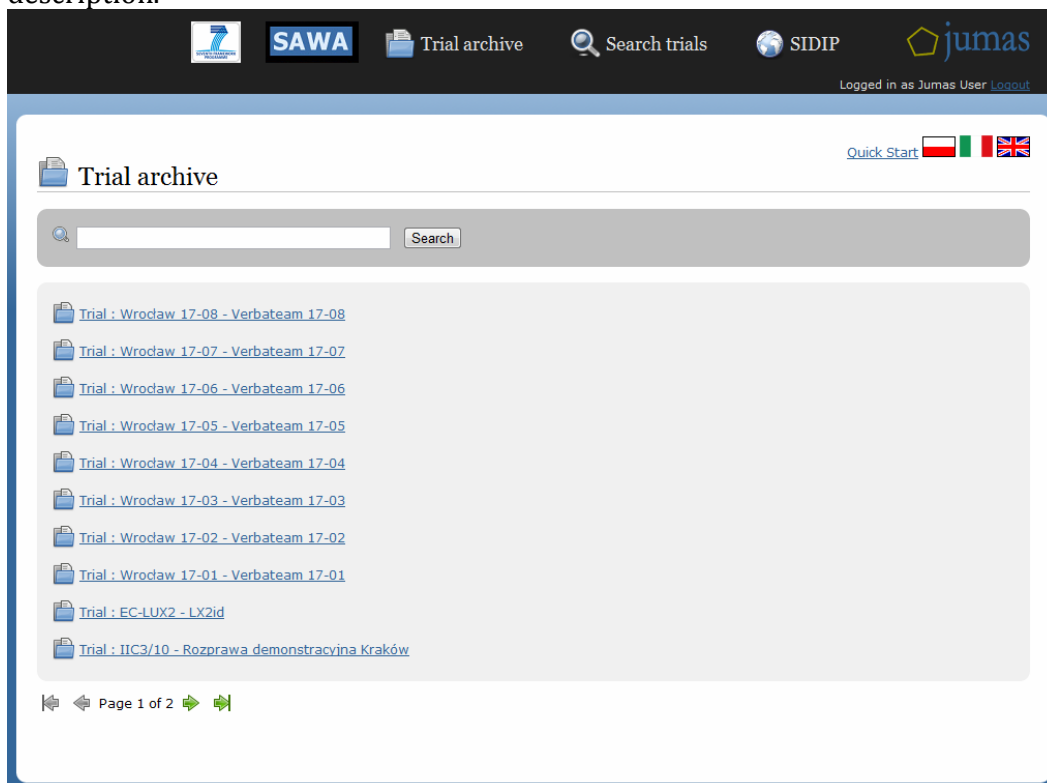 description.
SAWA Trial archive Search trials SIDIP jumas
Logged in as Jumas User Logout
Quick Start
Trial archive
Search
Trial : Wrocław 17-08 - Verbateam 17-08
Trial : Wrocław 17-07 - Verbateam 17-07
Trial : Wrocław 17-06 - Verbateam 17-06
Trial : Wrocław 17-05 - Verbateam 17-05
Trial : Wrocław 17-04 - Verbateam 17-04
Trial : Wrocław 17-03 - Verbateam 17-03
Trial : Wrocław 17-02 - Verbateam 17-02
Trial : Wrocław 17-01 - Verbateam 17-01
Trial : EC-LUX2 - LX2id
Trial : IIC3/10 - Rozprawa demonstracyjna Kraków
Page 1 of 2